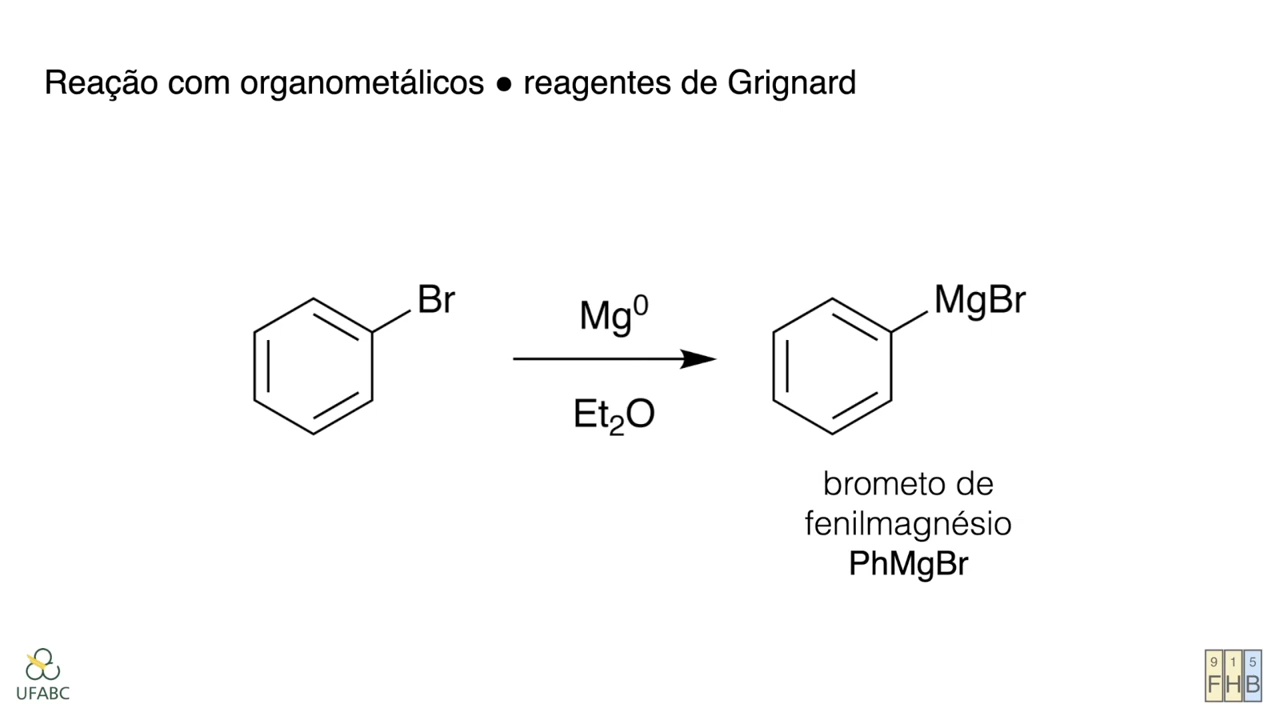 Reação com organometálicos ● reagentes de Grignard
Br
Mg⁰
Et₂O
MgBr
brometo de
fenilmagnésio
PhMgBr
UFABC
9 1 5
F H B